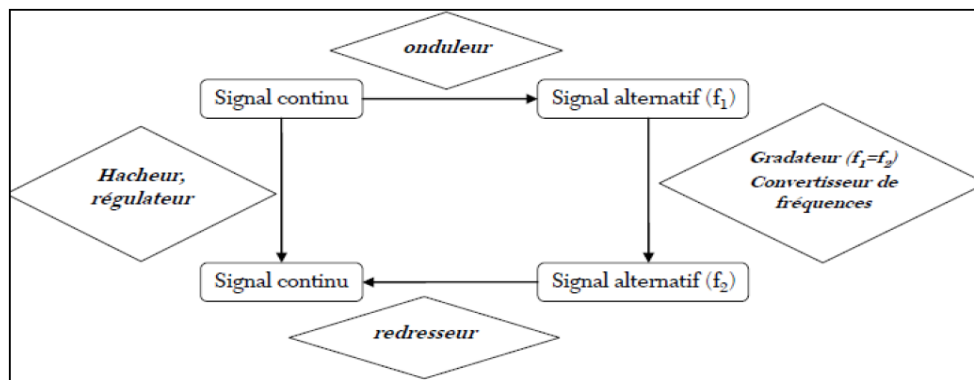 onduleur
Signal continu
Signal alternatif (f₁)
Hacheur,
régulateur
Gradateur (f₁=f₂)
Convertisseur de
fréquences
Signal continu
Signal alternatif (f₂)
redresseur